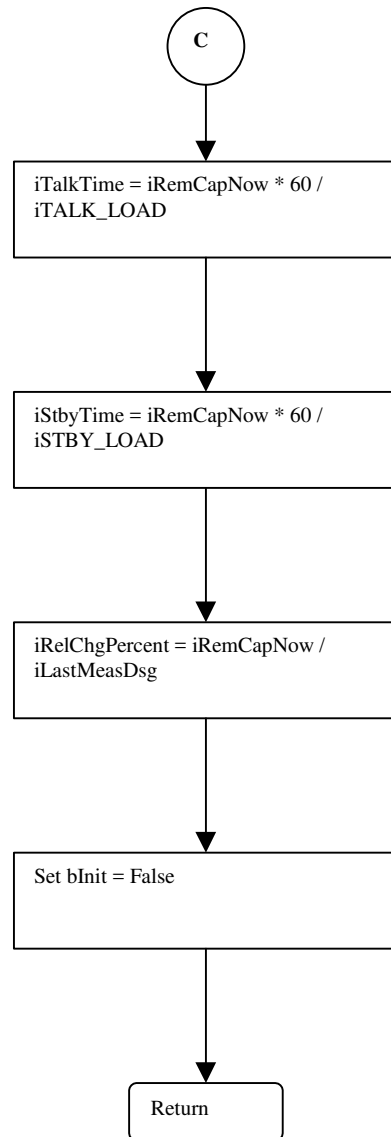 C
iTalkTime = iRemCapNow * 60 /
iTALK_LOAD
iStbyTime = iRemCapNow * 60 /
iSTBY_LOAD
iRelChgPercent = iRemCapNow /
iLastMeasDsg
Set bInit = False
Return